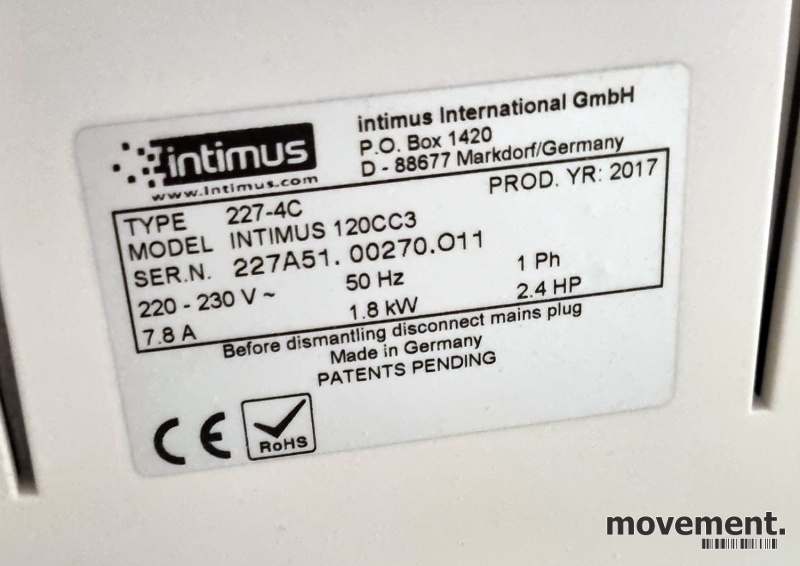 intimus
www.intimus.com
intimus International GmbH
P.O. Box 1420
D - 88677 Markdorf/Germany
PROD. YR: 2017
TYPE 227-4C
MODEL INTIMUS 120CC3
SER.N. 227A51. 00270.O11
220 - 230 V ~ 50 Hz 1 Ph
7.8 A 1.8 kW 2.4 HP
Before dismantling disconnect mains plug
Made in Germany
PATENTS PENDING
CE
RoHS
movement.